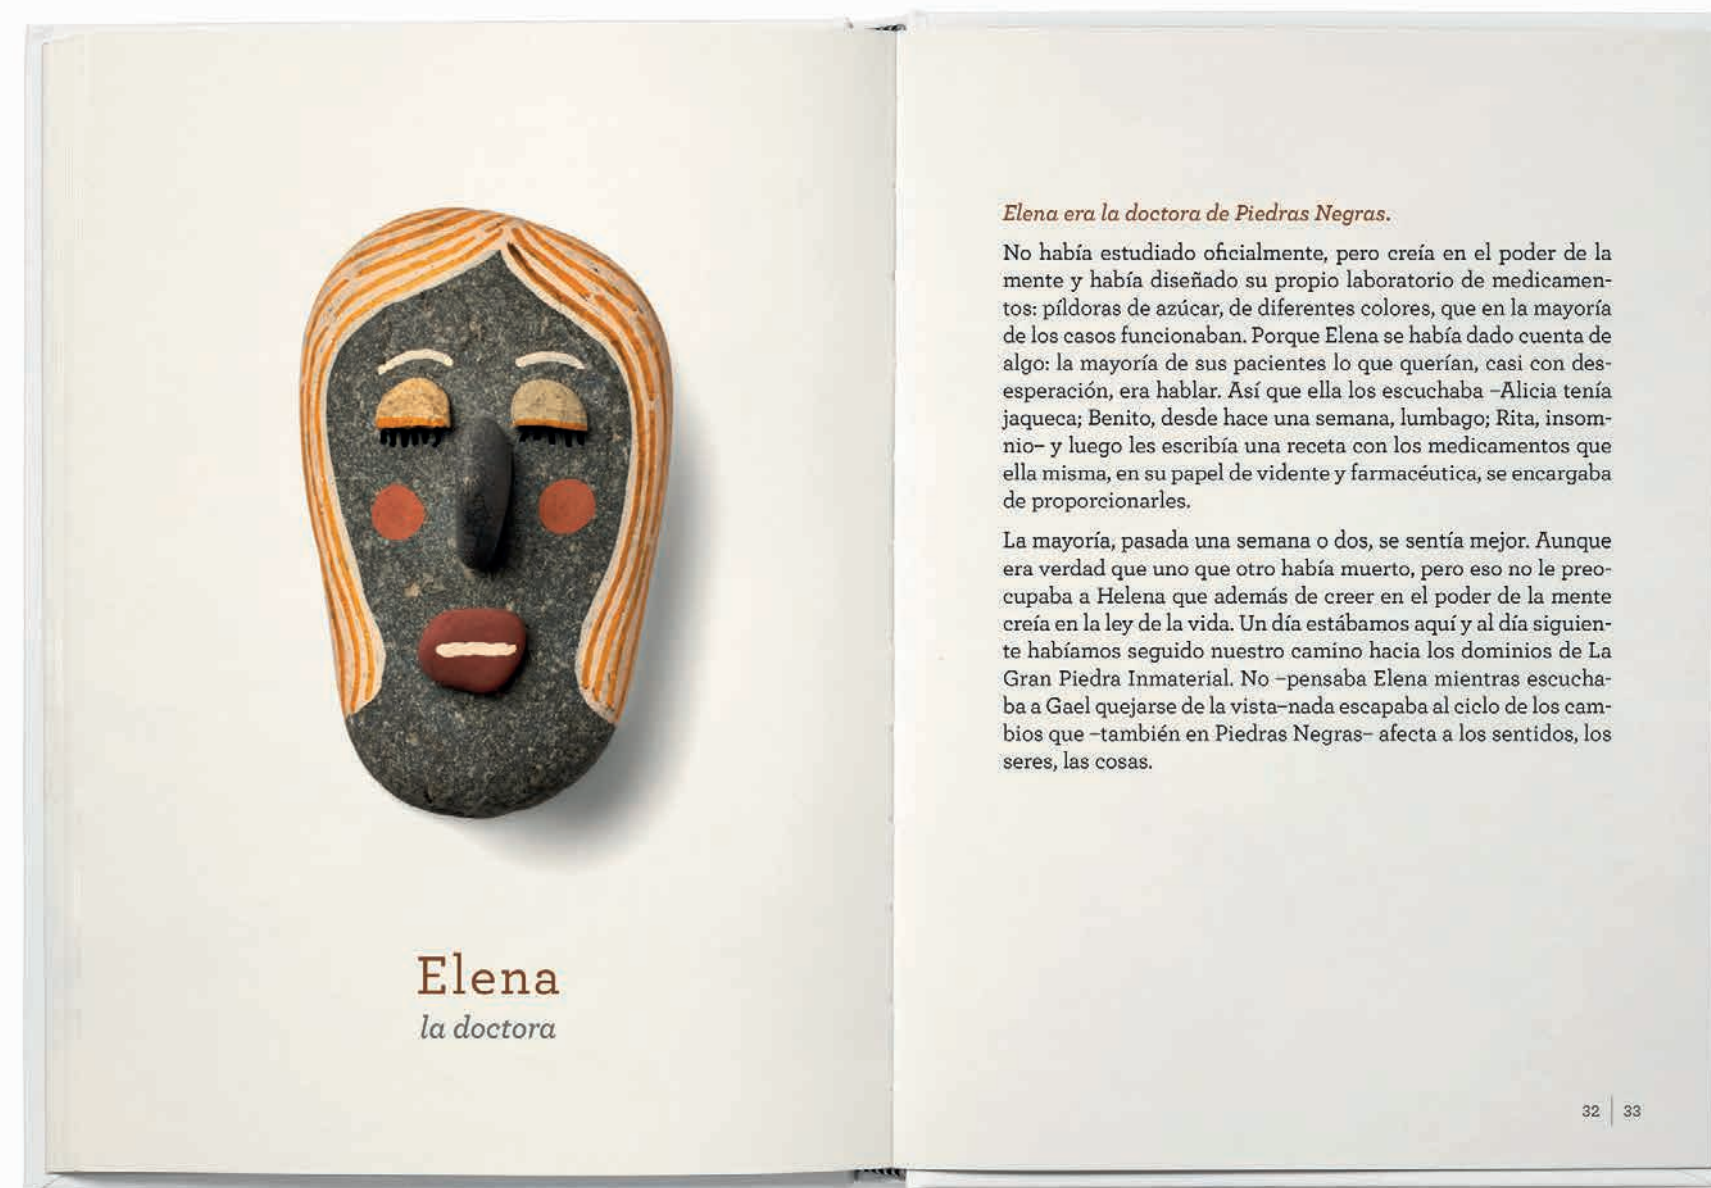 Elena
la doctora
Elena era la doctora de Piedras Negras.
No había estudiado oficialmente, pero creía en el poder de la
mente y había diseñado su propio laboratorio de medicamen-
tos: píldoras de azúcar, de diferentes colores, que en la mayoría
de los casos funcionaban. Porque Elena se había dado cuenta de
algo: la mayoría de sus pacientes lo que querían, casi con des-
esperación, era hablar. Así que ella los escuchaba –Alicia tenía
jaqueca; Benito, desde hace una semana, lumbago; Rita, insom-
nio– y luego les escribía una receta con los medicamentos que
ella misma, en su papel de vidente y farmacéutica, se encargaba
de proporcionarles.
La mayoría, pasada una semana o dos, se sentía mejor. Aunque
era verdad que uno que otro había muerto, pero eso no le preo-
cupaba a Helena que además de creer en el poder de la mente
creía en la ley de la vida. Un día estábamos aquí y al día siguien-
te habíamos seguido nuestro camino hacia los dominios de La
Gran Piedra Inmaterial. No –pensaba Elena mientras escucha-
ba a Gael quejarse de la vista–nada escapaba al ciclo de los cam-
bios que –también en Piedras Negras– afecta a los sentidos, los
seres, las cosas.
32 | 33